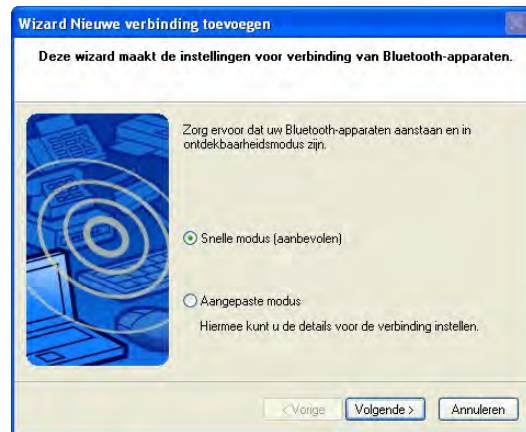 Wizard Nieuwe verbinding toevoegen
Deze wizard maakt de instellingen voor verbinding van Bluetooth-apparaten.
Zorg ervoor dat uw Bluetooth-apparaten aanstaan en in
ontdekbaarheidsmodus zijn.
Snelle modus (aanbevolen)
Aangepaste modus
Hiermee kunt u de details voor de verbinding instellen.
<Vorige Volgende > Annuleren